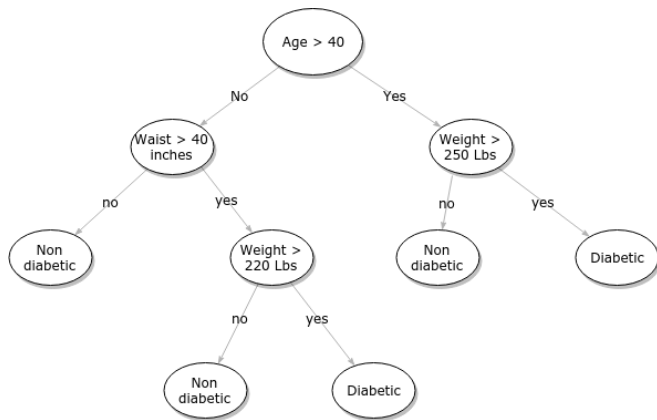 Age > 40
No
Yes
Waist > 40
inches
Weight >
250 Lbs
no
yes
no
yes
Non
diabetic
Weight >
220 Lbs
Non
diabetic
Diabetic
no
yes
Non
diabetic
Diabetic